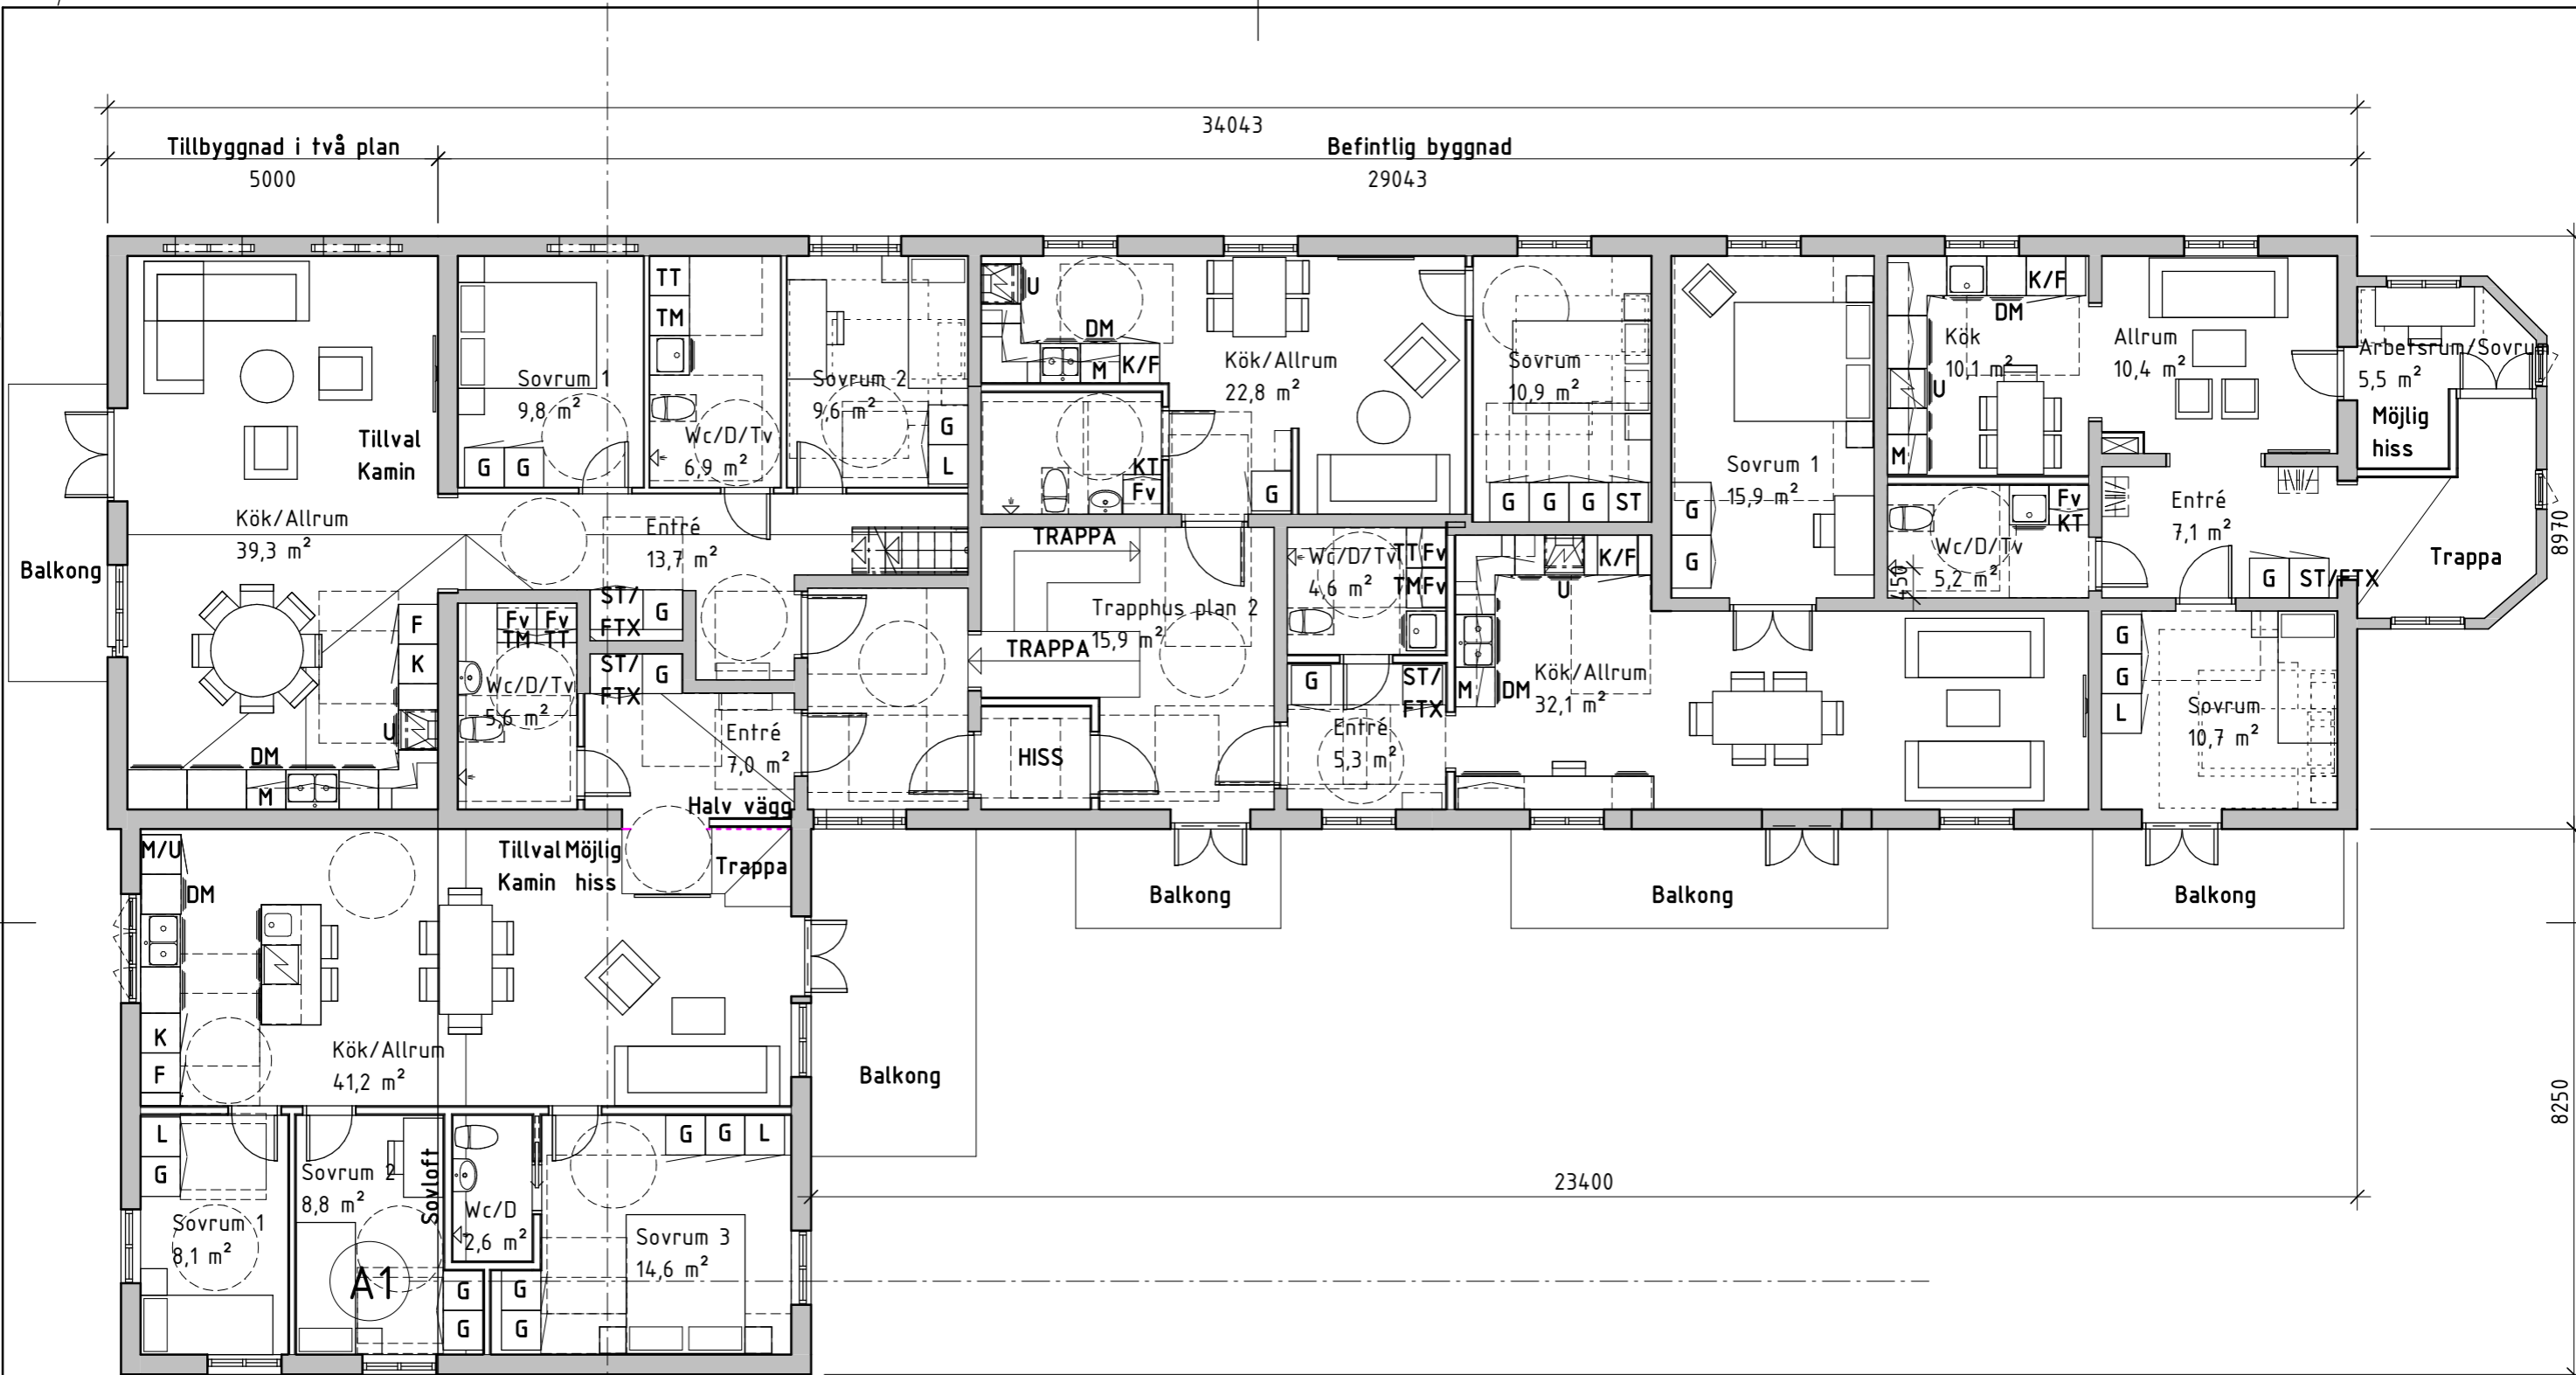 34043
Tillbyggnad i två plan
Befintlig byggnad
5000
29043
TT
TM
U
DM
M
K/F
Kök/Allrum
22,8 m²
Sovrum
10,9 m²
K/F
DM
Kök
10,1 m²
U
M
Allrum
10,4 m²
Arbetsrum/Sovrum
5,5 m²
Möjlig
hiss
Sovrum 1
9,8 m²
Sovrum 2
9,6 m²
Wc/D/Tv
6,9 m²
G
L
G G
Tillval
Kamin
KT
Fv
G
G G G ST
Sovrum 1
15,9 m²
G
G
Fv
KT
Wc/D/Tv
5,2 m²
450
Entré
7,1 m²
G ST/FTX
Trappa
8970
Kök/Allrum
39,3 m²
Balkong
Entré
13,7 m²
TRAPPA
TRAPPA
Trapphus plan 2
15,9 m²
Wc/D/Tv
4,6 m²
TT Fv
TM Fv
K/F
U
F
K
U
DM
M
Fv Fv
TM TT
Wc/D/Tv
5,6 m²
ST/
FTX
G
ST/
FTX
G
Entré
7,0 m²
Halv vägg
HISS
G
ST/
FTX
Entré
5,3 m²
M
DM
Kök/Allrum
32,1 m²
G
G
L
Sovrum
10,7 m²
M/U
DM
Tillval
Kamin
Möjlig
hiss
Trappa
Balkong
Balkong
Balkong
K
F
Kök/Allrum
41,2 m²
Balkong
8250
L
G
Sovrum 1
8,1 m²
Sovrum 2
8,8 m²
Sovloft
Wc/D
2,6 m²
G G L
Sovrum 3
14,6 m²
23400
A1
G
G
G
G